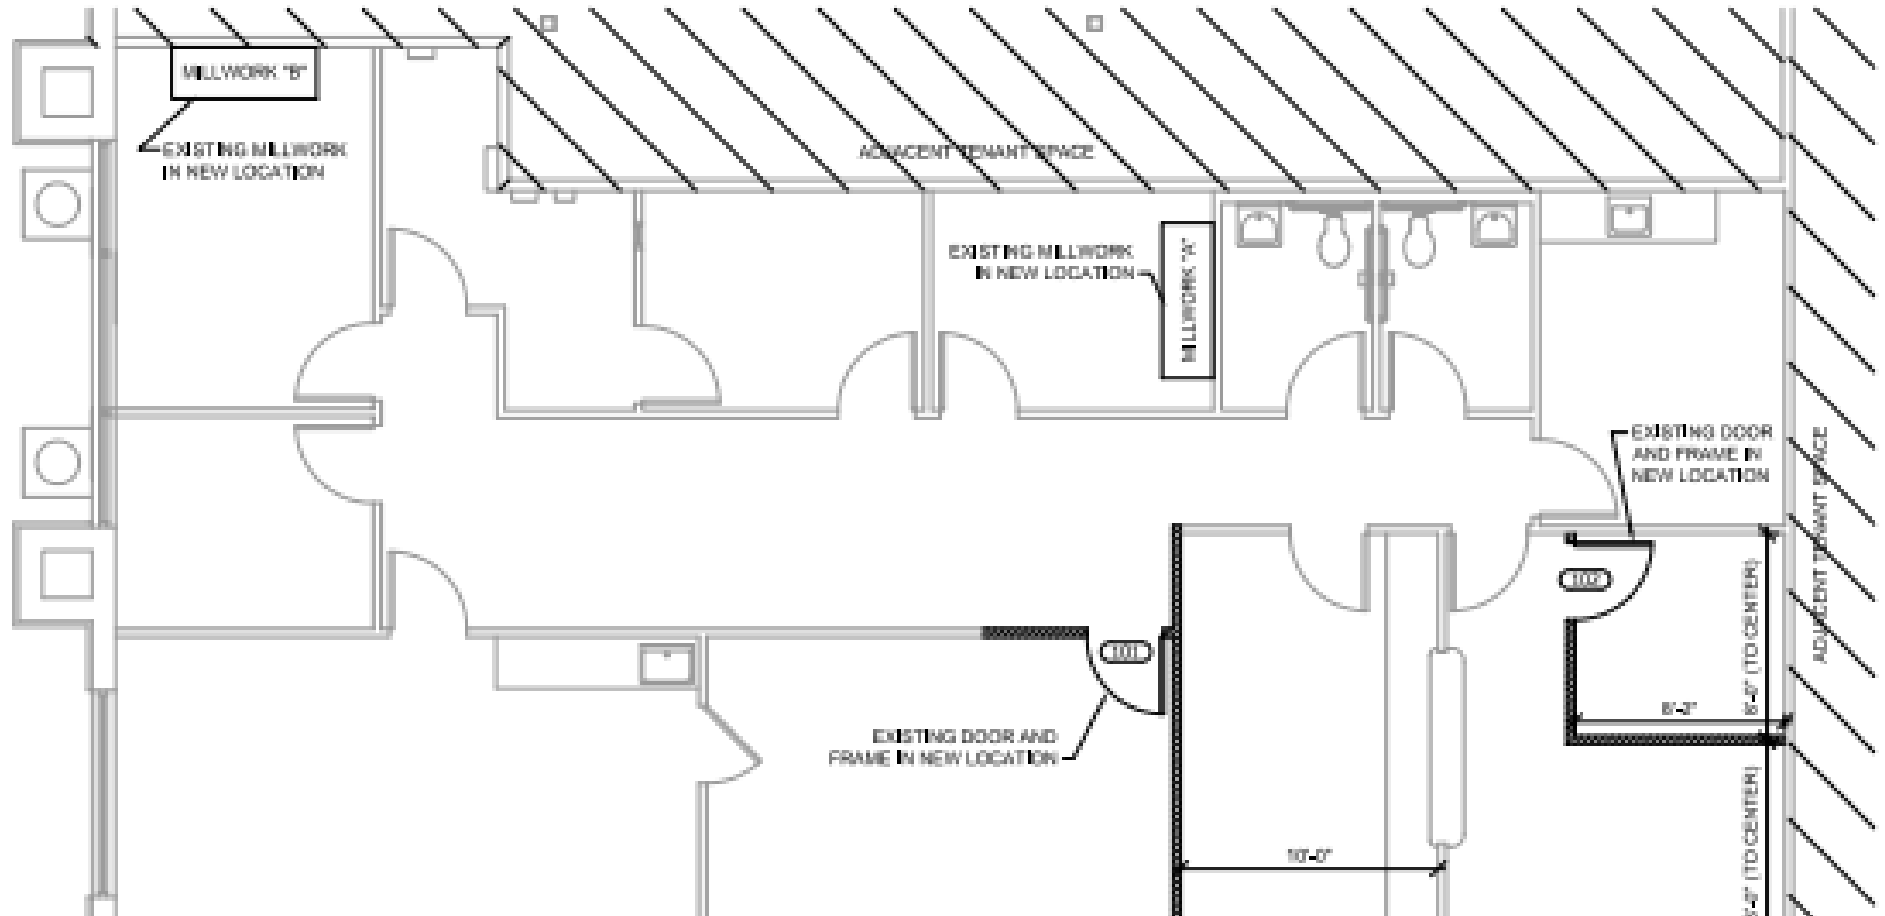 MILLWORK "B"
EXISTING MILLWORK
IN NEW LOCATION
ADJACENT TENANT SPACE
EXISTING MILLWORK
IN NEW LOCATION
MILLWORK "A"
EXISTING DOOR
AND FRAME IN
NEW LOCATION
ADJACENT TENANT SPACE
102
(TO CENTER)
101
EXISTING DOOR AND
FRAME IN NEW LOCATION
10'-0"
(TO CENTER)